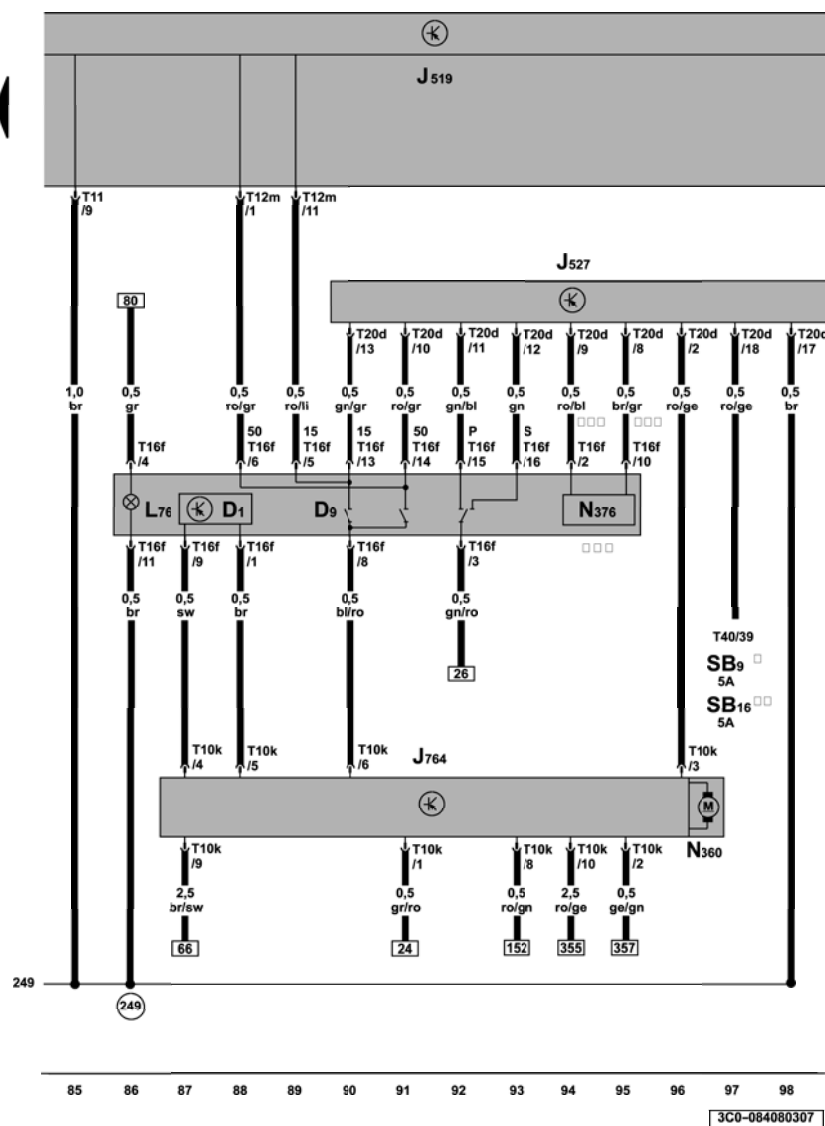 J519
T11 T12m T12m
/9 /1 /11
J527
80
T20d T20d T20d T20d T20d T20d T20d T20d T20d
/13 /10 /11 /12 /9 /8 /2 /18 /17
1,0 0,5 0,5 0,5 0,5 0,5 0,5 0,5 0,5 0,5 0,5 0,5 0,5
br gr ro/gr ro/li gr/gr ro/gr gn/bl gn ro/bl br/gr ro/ge ro/ge br
50 15 15 50 P S
T16f T16f T16f T16f T16f T16f T16f T16f T16f
/4 /6 /5 /13 /14 /15 /16 /2 /10
L76 D1 D9 N376
T16f T16f T16f T16f T16f
/11 /9 /1 /8 /3
0,5 0,5 0,5 0,5 0,5
br sw br bl/ro gn/ro
26
T40/39
SB9
5A
SB16
5A
T10k T10k T10k J764 T10k
/4 /5 /6 /3
M
N360
T10k T10k T10k T10k T10k
/9 /1 /8 /10 /2
2,5 0,5 0,5 2,5 0,5
br/sw gr/ro ro/gn ro/ge ge/gn
66 24 152 355 357
249
249
85 86 87 88 89 90 91 92 93 94 95 96 97 98
3C0-084080307